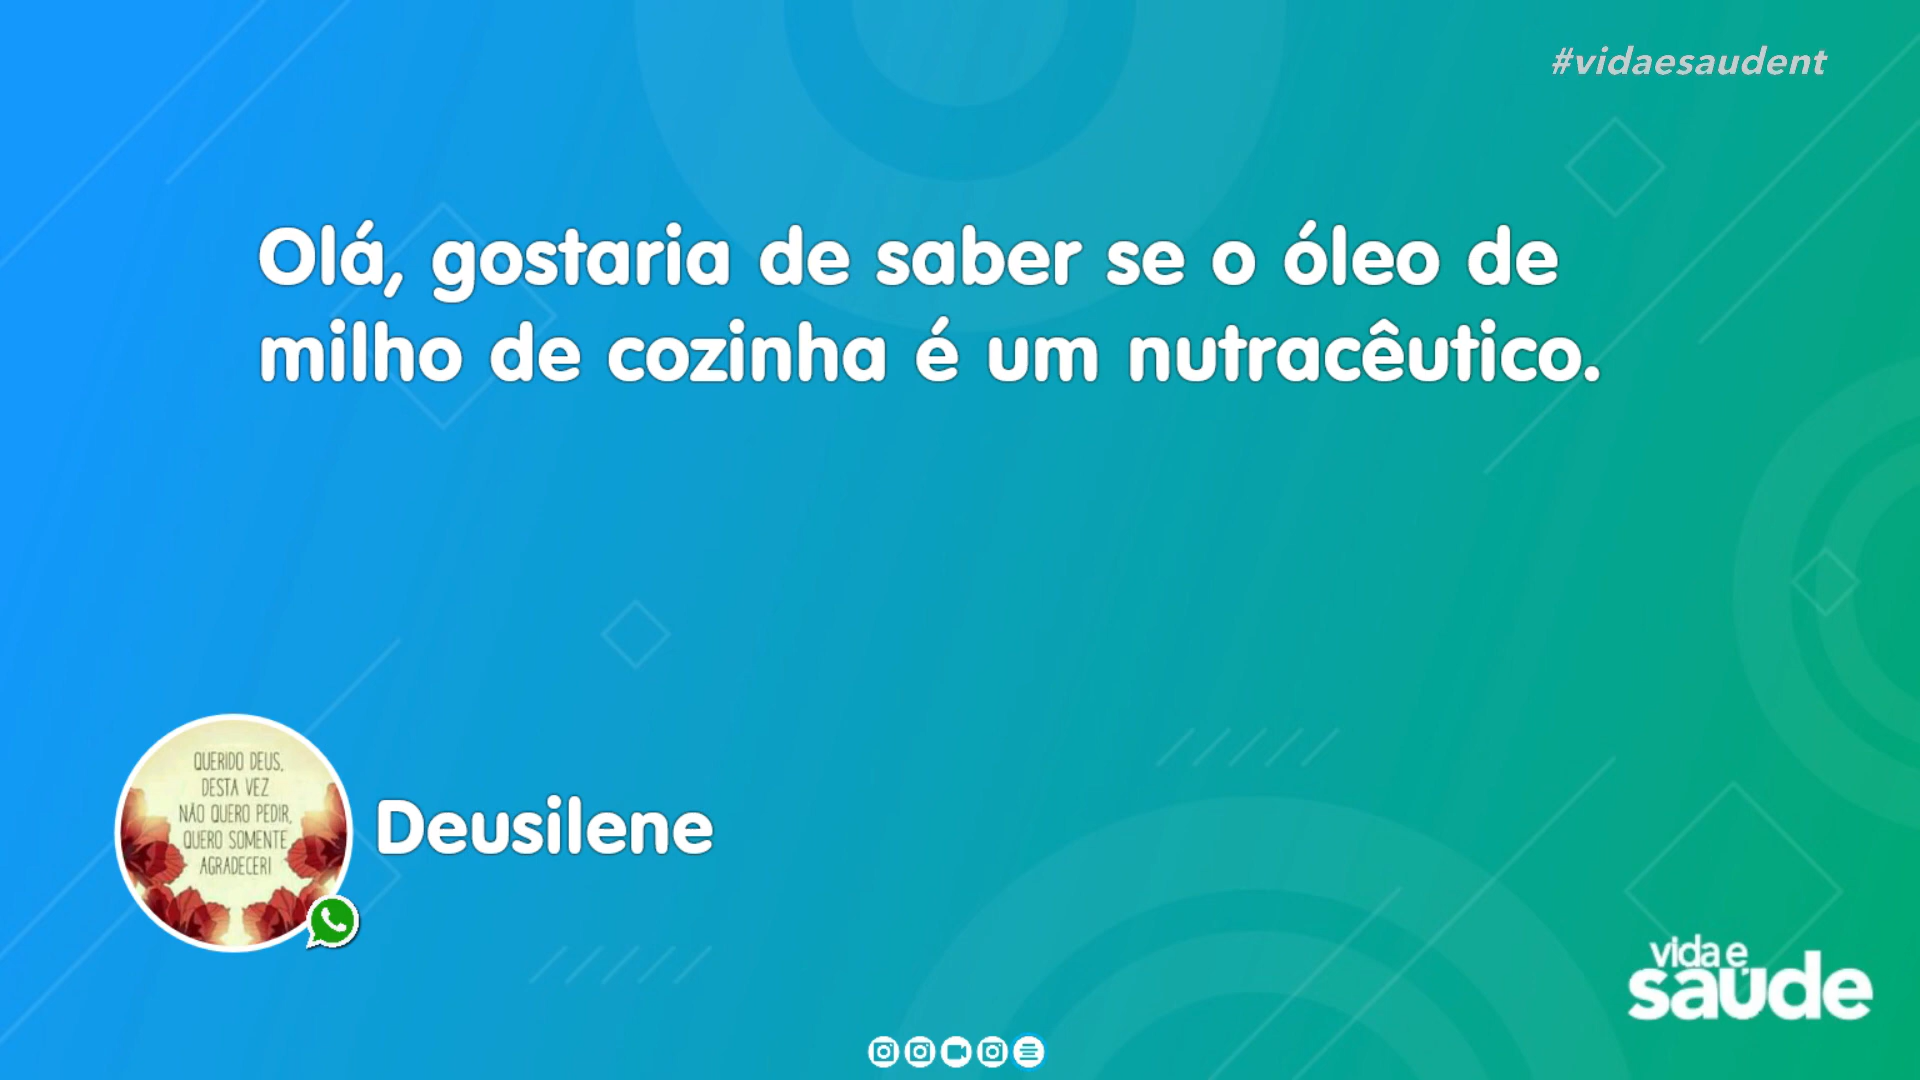 #vidaesaudent
Olá, gostaria de saber se o óleo de
milho de cozinha é um nutracêutico.
QUERIDO DEUS,
DESTA VEZ
NÃO QUERO PEDIR,
QUERO SOMENTE
AGRADECER!
Deusilene
vida e
saúde